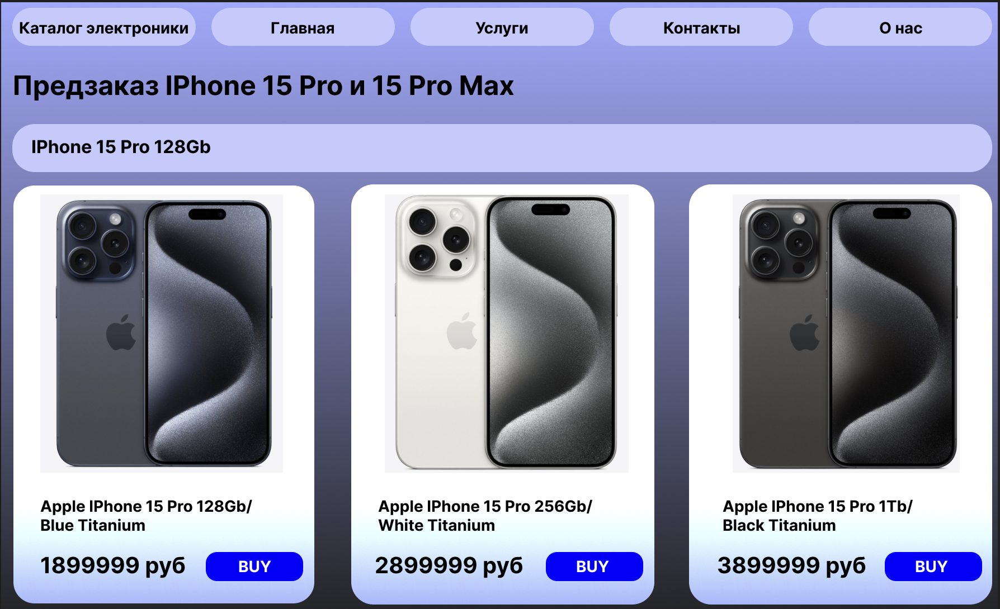 Каталог электроники
Главная
Услуги
Контакты
О нас
Предзаказ IPhone 15 Pro и 15 Pro Max
IPhone 15 Pro 128Gb
Apple IPhone 15 Pro 128Gb/
Blue Titanium
1899999 руб
BUY
Apple IPhone 15 Pro 256Gb/
White Titanium
2899999 руб
BUY
Apple IPhone 15 Pro 1Tb/
Black Titanium
3899999 руб
BUY